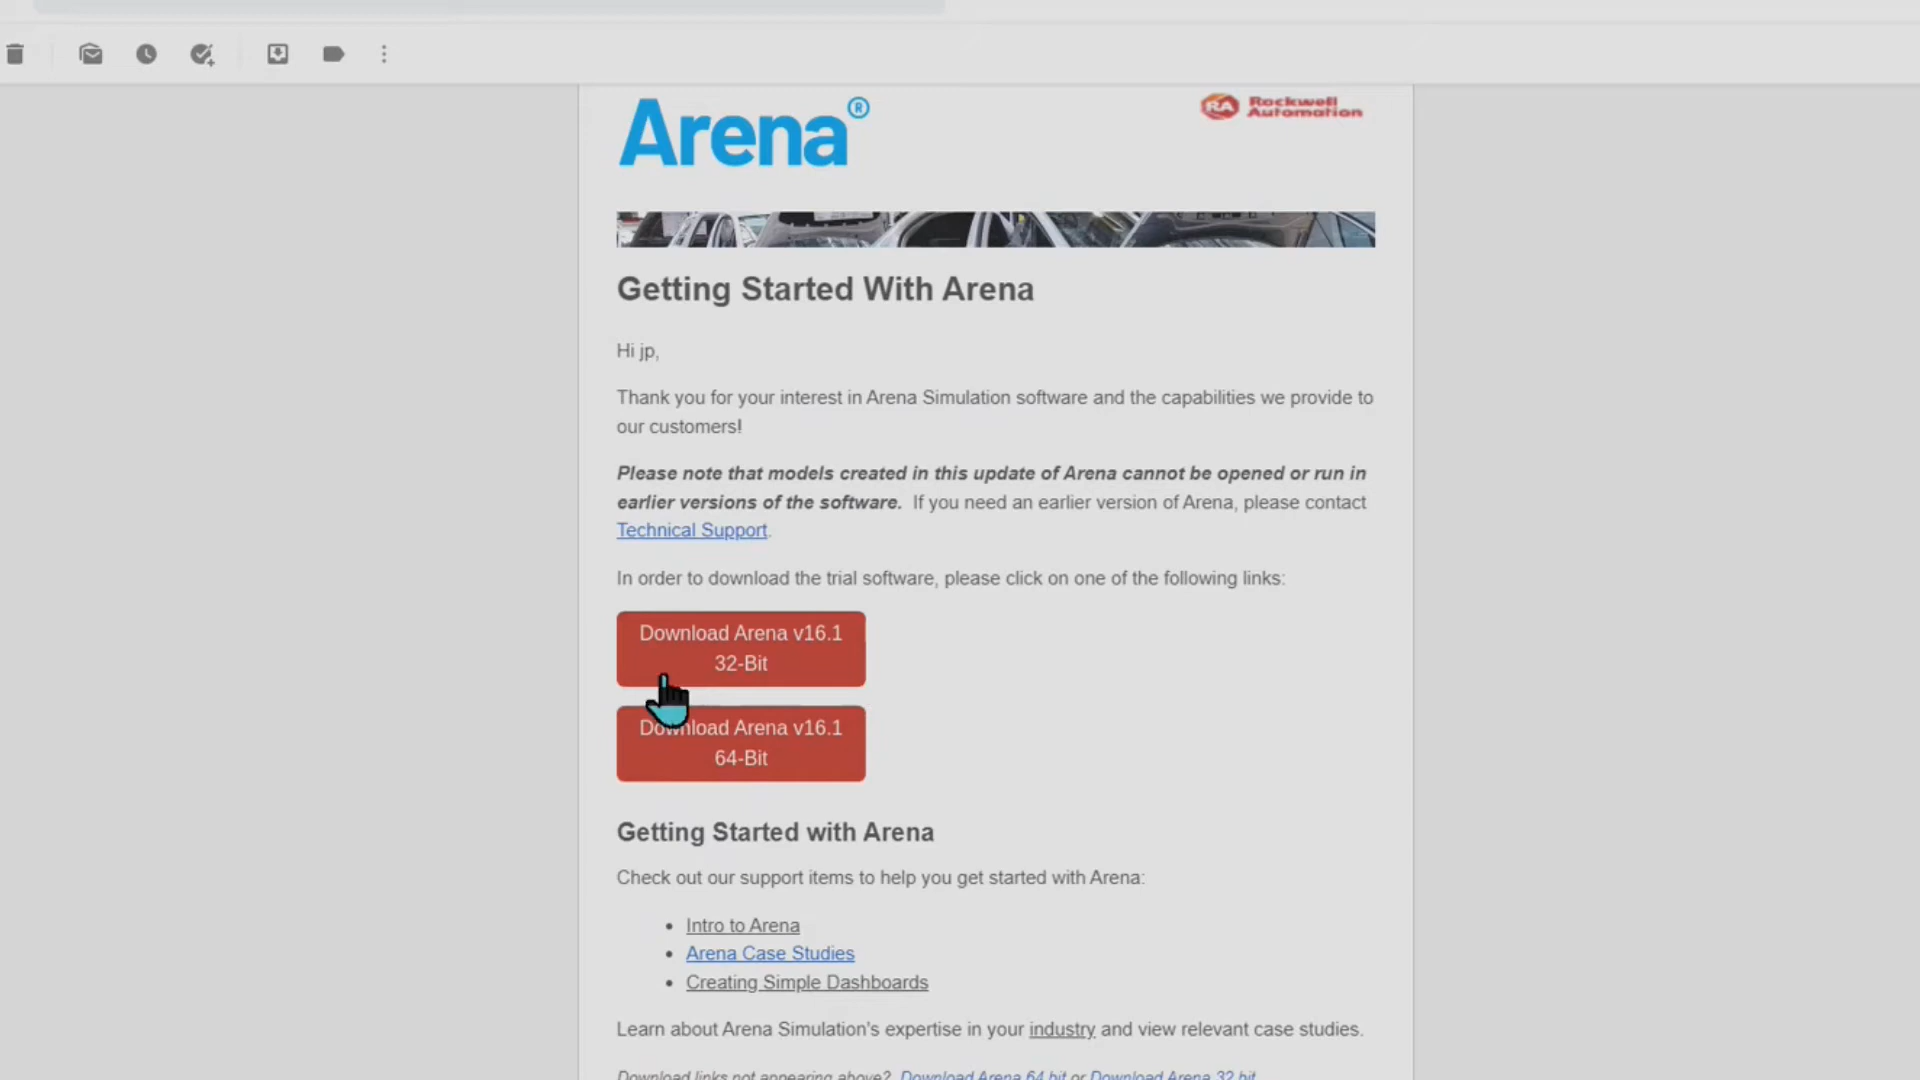 Arena®
Rockwell
Automation
Getting Started With Arena
Hi jp,
Thank you for your interest in Arena Simulation software and the capabilities we provide to
our customers!
Please note that models created in this update of Arena cannot be opened or run in
earlier versions of the software. If you need an earlier version of Arena, please contact
Technical Support.
In order to download the trial software, please click on one of the following links:
Download Arena v16.1
32-Bit
Download Arena v16.1
64-Bit
Getting Started with Arena
Check out our support items to help you get started with Arena:
• Intro to Arena
• Arena Case Studies
• Creating Simple Dashboards
Learn about Arena Simulation's expertise in your industry and view relevant case studies.
Download links not appearing above? Download Arena 64 bit or Download Arena 32 bit